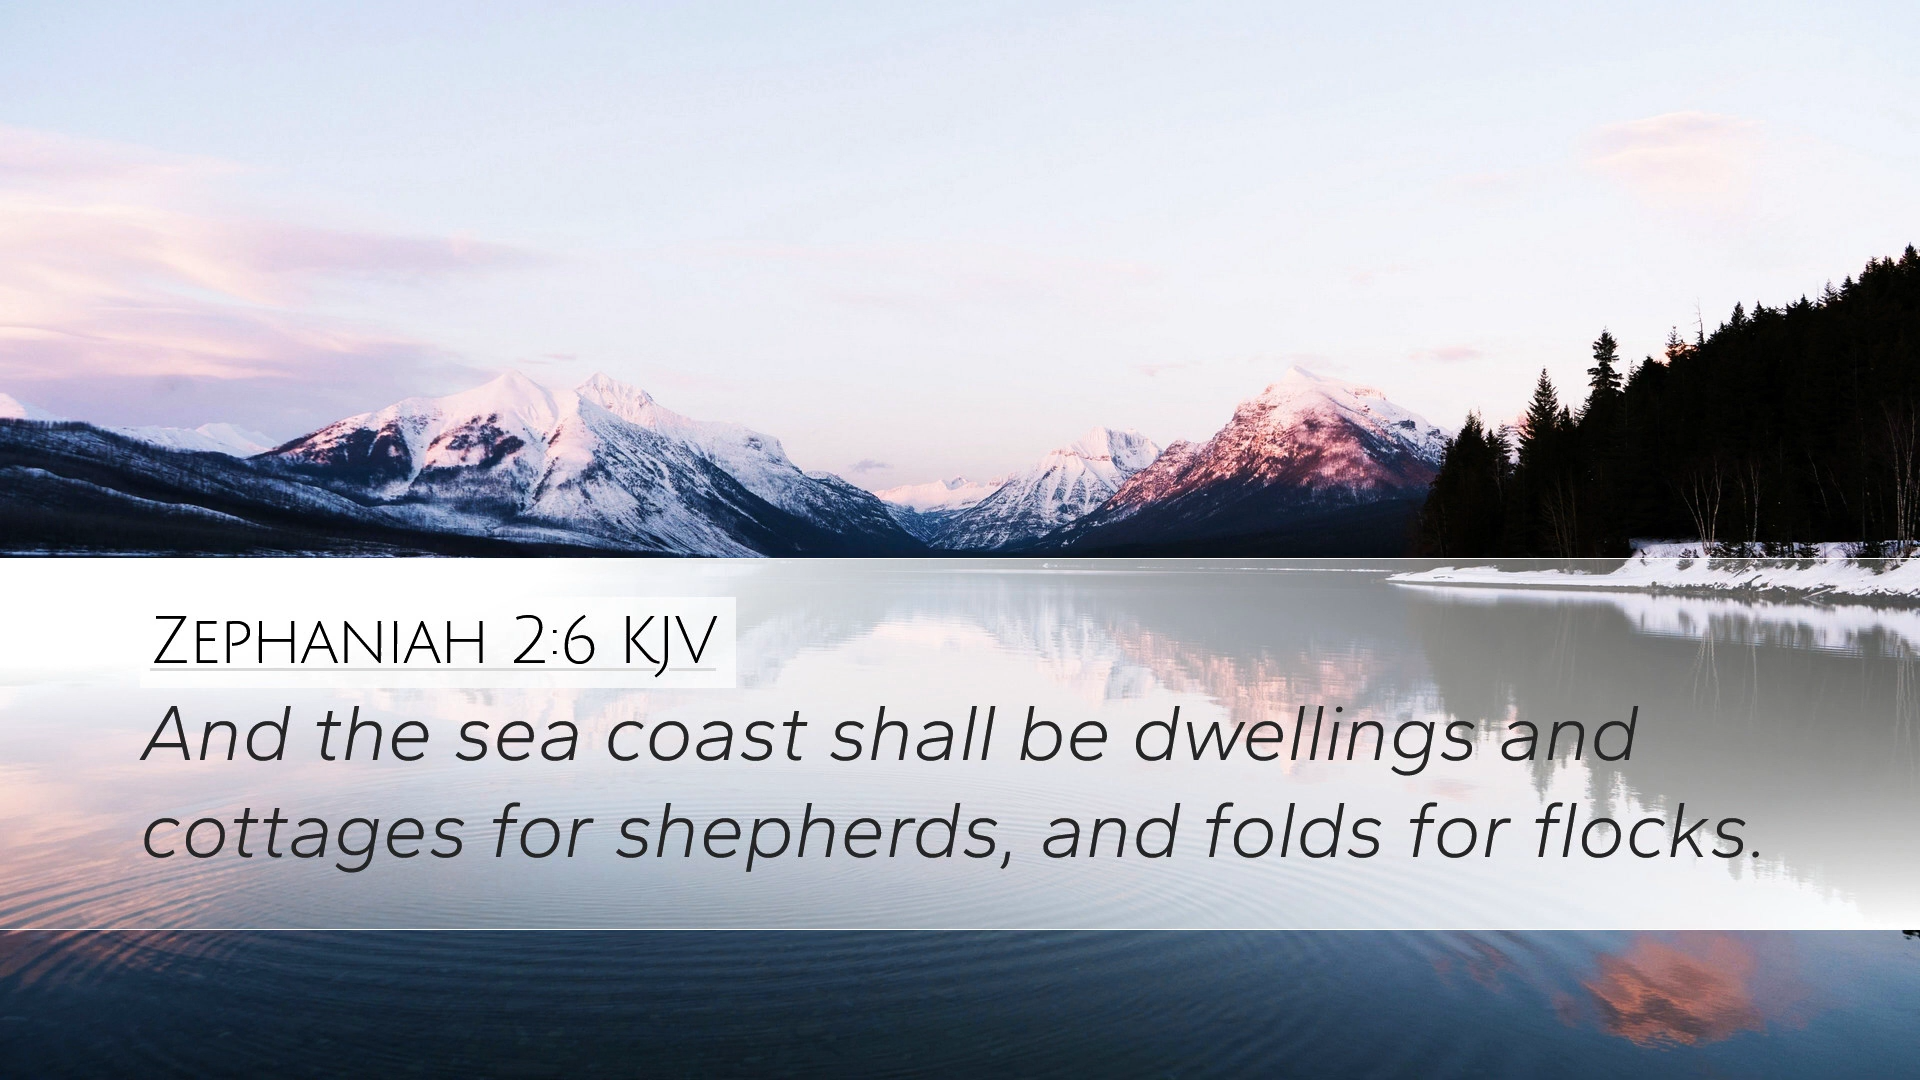 Zephaniah 2:6 KJV
And the sea coast shall be dwellings and
cottages for shepherds, and folds for flocks.